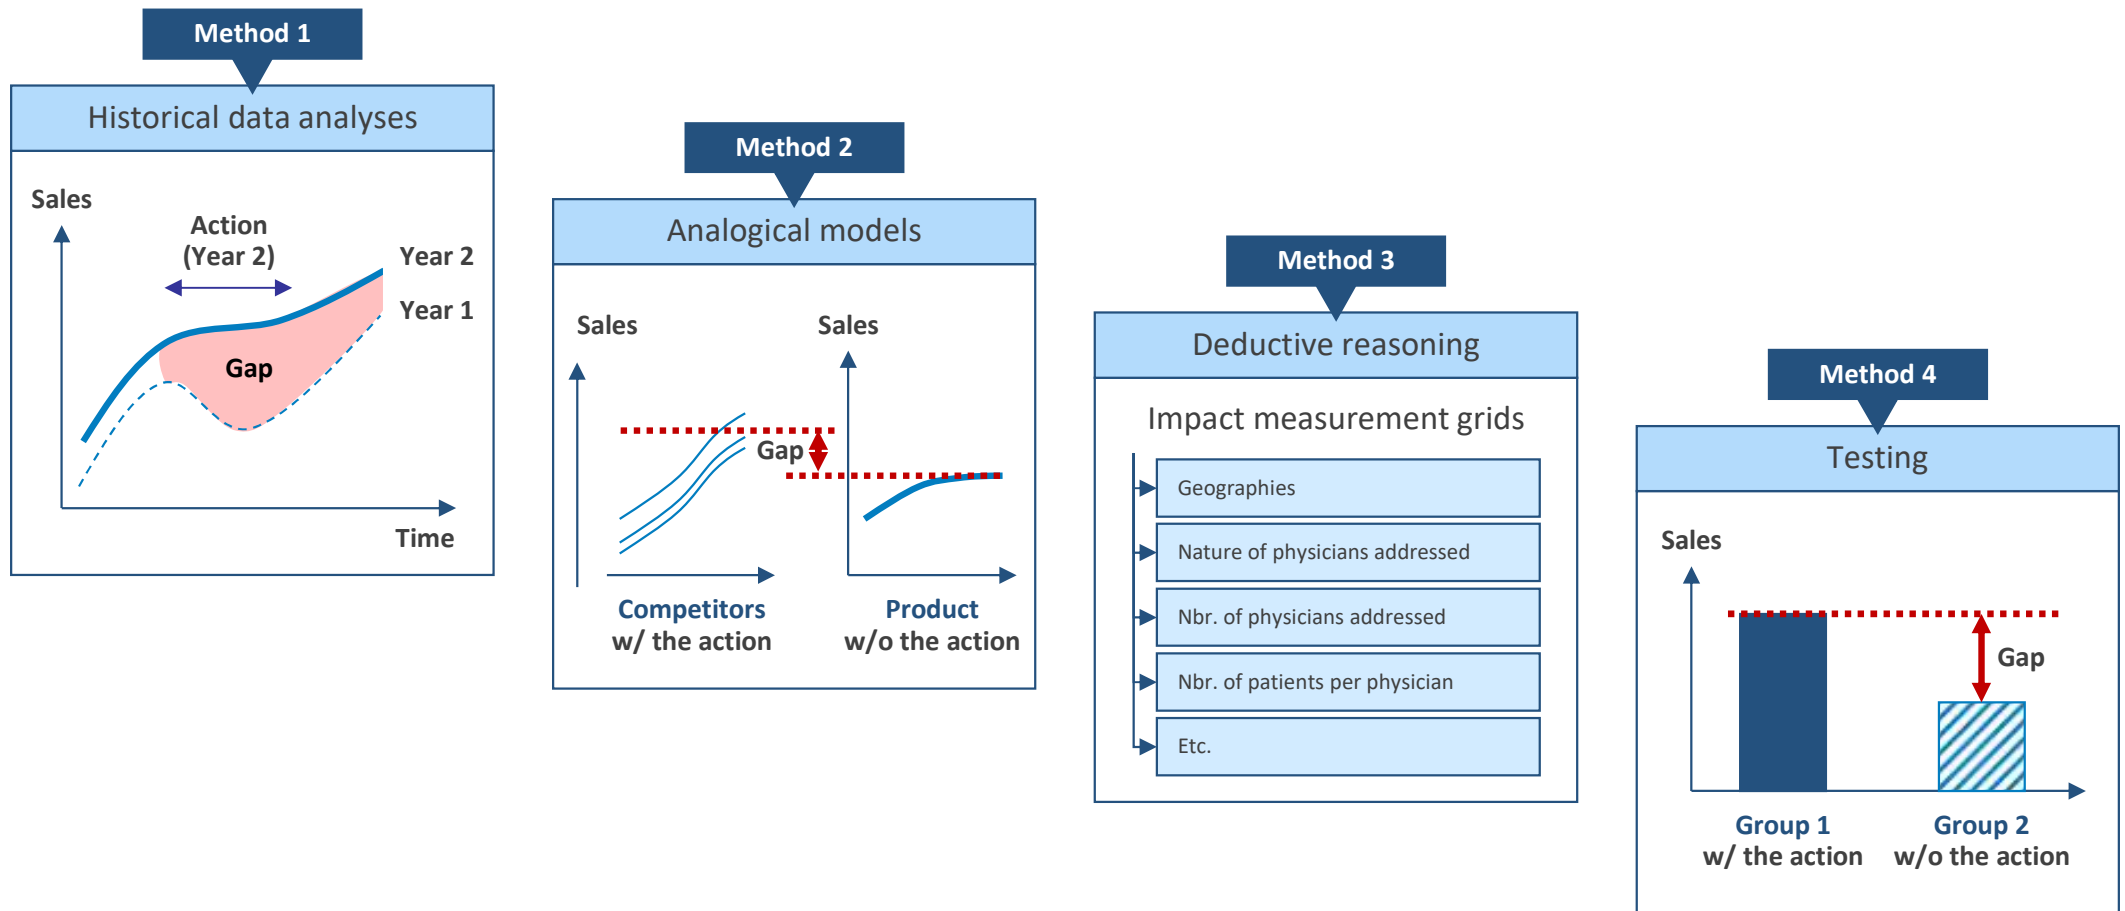 Method 1
Historical data analyses
Sales
Action
(Year 2)
Year 2
Year 1
Gap
Time
Method 2
Analogical models
Sales
Sales
Gap
Competitors
w/ the action
Product
w/o the action
Method 3
Deductive reasoning
Impact measurement grids
Geographies
Nature of physicians addressed
Nbr. of physicians addressed
Nbr. of patients per physician
Etc.
Method 4
Testing
Sales
Gap
Group 1
w/ the action
Group 2
w/o the action